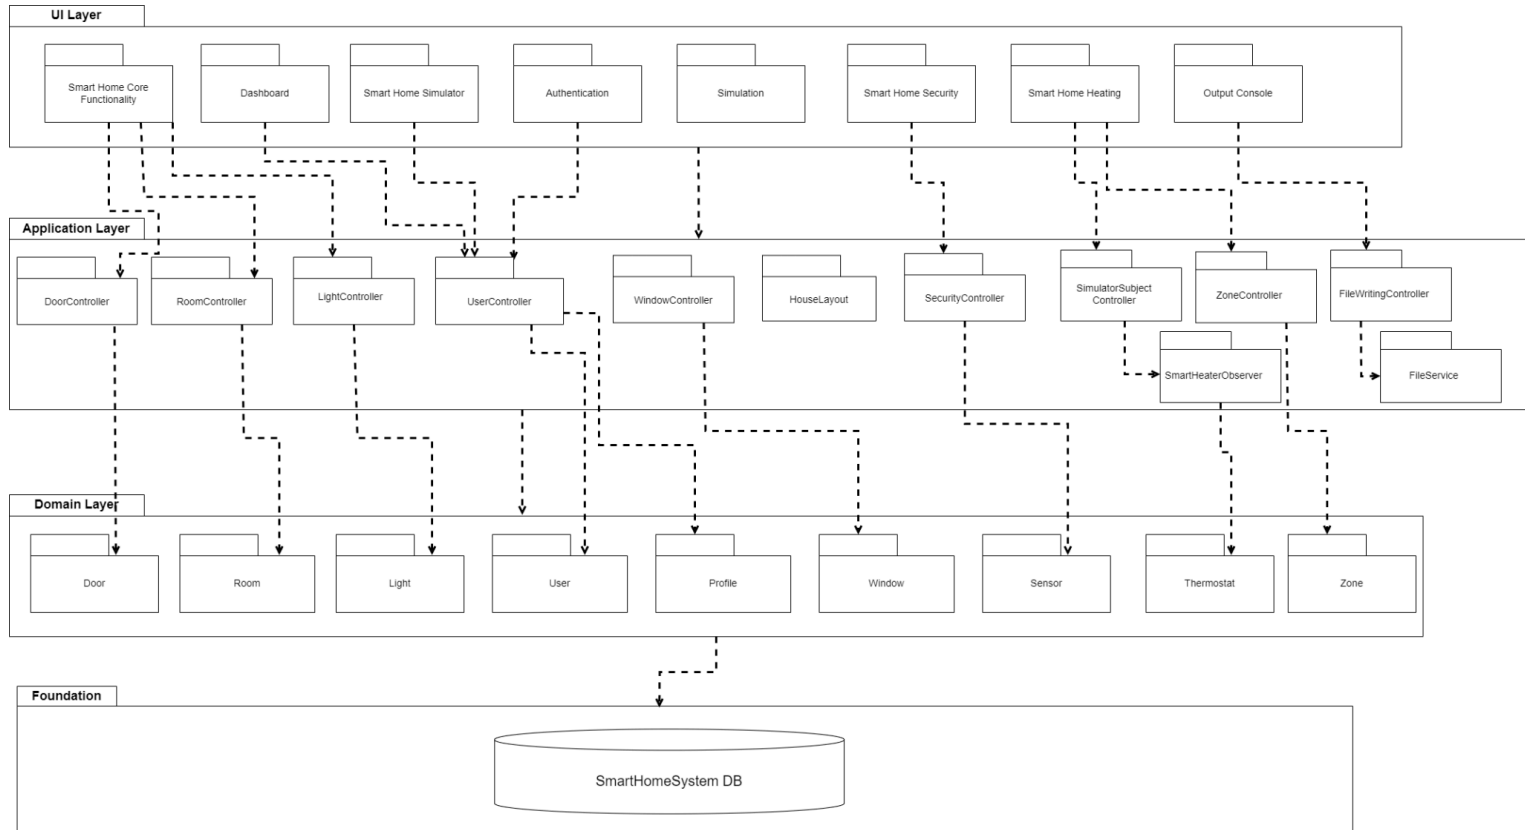 UI Layer
Smart Home Core
Functionality
Dashboard
Smart Home Simulator
Authentication
Simulation
Smart Home Security
Smart Home Heating
Output Console
Application Layer
DoorController
RoomController
LightController
UserController
WindowController
HouseLayout
SecurityController
SimulatorSubject
Controller
ZoneController
FileWritingController
SmartHeaterObserver
FileService
Domain Layer
Door
Room
Light
User
Profile
Window
Sensor
Thermostat
Zone
Foundation
SmartHomeSystem DB